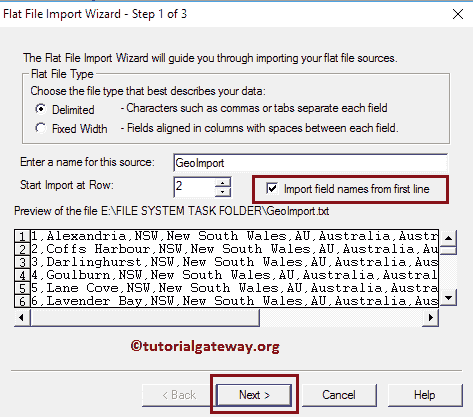 Flat File Import Wizard - Step 1 of 3
The Flat File Import Wizard will guide you through importing your flat file sources.
Flat File Type
Choose the file type that best describes your data:
Delimited - Characters such as commas or tabs separate each field
Fixed Width - Fields aligned in columns with spaces between each field.
Enter a name for this source: GeoImport
Start Import at Row: 2 Import field names from first line
Preview of the file E:\FILE SYSTEM TASK FOLDER\GeoImport.txt
1 1,Alexandria,NSW,New South Wales,AU,Australia,Austr
2 2,Coffs Harbour,NSW,New South Wales,AU,Australia,Au
3 3,Darlinghurst,NSW,New South Wales,AU,Australia,Aus
4 4,Goulburn,NSW,New South Wales,AU,Australia,Austral
5 5,Lane Cove,NSW,New South Wales,AU,Australia,Austra
6 6,Lavender Bay,NSW,New South Wales,AU,Australia,Aus
©tutorialgateway.org
< Back Next > Cancel Help